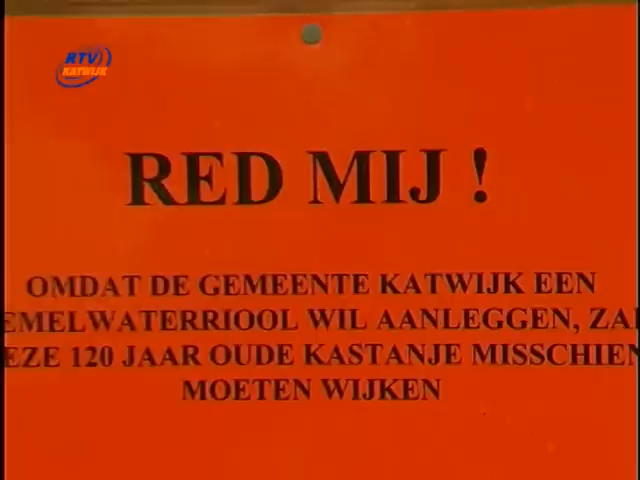 RTV
KATWIJK
RED MIJ !
OMDAT DE GEMEENTE KATWIJK EEN
EMELWATERRIOOL WIL AANLEGGEN, ZAL
EZE 120 JAAR OUDE KASTANJE MISSCHIEN
MOETEN WIJKEN